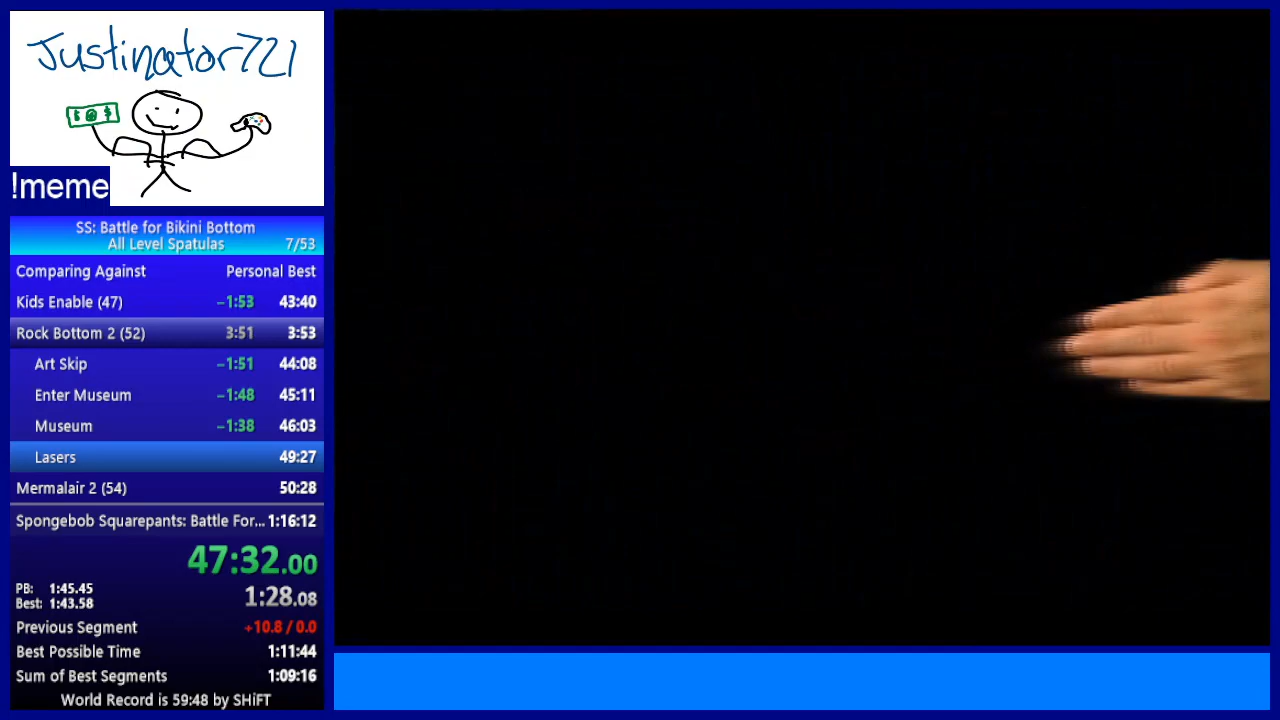 Justinator721
!meme
SS: Battle for Bikini Bottom
All Level Spatulas 7/53
Comparing Against Personal Best
Kids Enable (47) −1:53 43:40
Rock Bottom 2 (52) 3:51 3:53
Art Skip −1:51 44:08
Enter Museum −1:48 45:11
Museum −1:38 46:03
Lasers 49:27
Mermalair 2 (54) 50:28
Spongebob Squarepants: Battle For... 1:16:12
47:32.00
PB: 1:45.45
Best: 1:43.58
1:28.08
Previous Segment +10.8 / 0.0
Best Possible Time 1:11:44
Sum of Best Segments 1:09:16
World Record is 59:48 by SHiFT